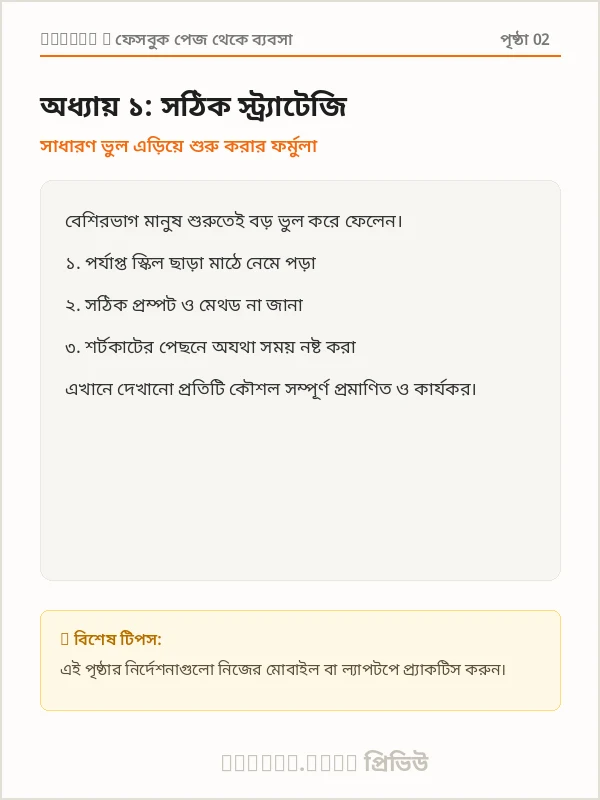 ফেসবুক পেজ থেকে ব্যবসা
পৃষ্ঠা 02
অধ্যায় ১: সঠিক স্ট্র্যাটেজি
সাধারণ ভুল এড়িয়ে শুরু করার ফর্মুলা
বেশিরভাগ মানুষ শুরুতেই বড় ভুল করে ফেলেন।
১. পর্যাপ্ত স্কিল ছাড়া মাঠে নেমে পড়া
২. সঠিক প্রম্পট ও মেথড না জানা
৩. শর্টকাটের পেছনে অযথা সময় নষ্ট করা
এখানে দেখানো প্রতিটি কৌশল সম্পূর্ণ প্রমাণিত ও কার্যকর।
বিশেষ টিপস:
এই পৃষ্ঠার নির্দেশনাগুলো নিজের মোবাইল বা ল্যাপটপে প্র্যাকটিস করুন।
প্রিভিউ